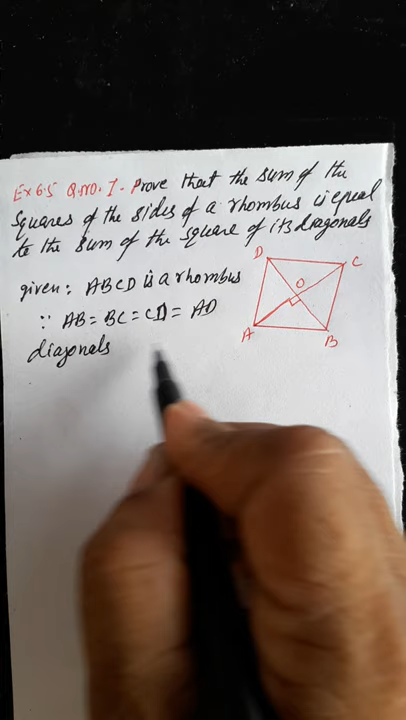 Ex 6.5 Q.no. 7. Prove that the sum of the
squares of the sides of a rhombus is equal
to the sum of the square of its diagonals
given: ABCD is a rhombus
∵ AB = BC = CD = AD
diagonals
D
C
O
A
B